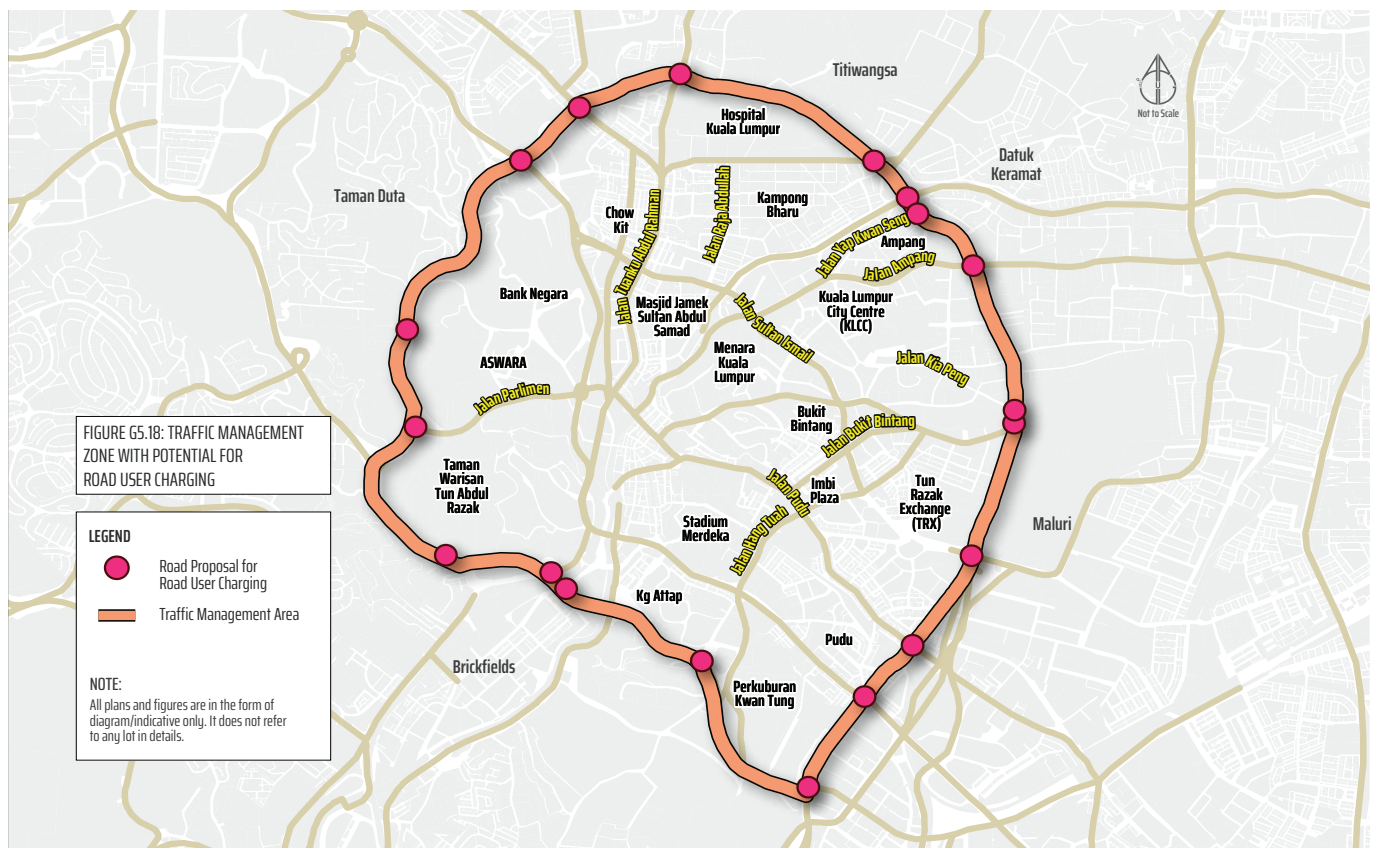 Titiwangsa
Not to Scale
Hospital
Kuala Lumpur
Datuk
Keramat
Taman Duta
Chow
Kit
Jalan Tuanku Abdu Rahman
Jalan Raja Abdullah
Kampong
Bharu
Jalan Yap Kwan Seng
Ampang
Jalan Ampang
Bank Negara
Masjid Jamek
Sultan Abdul
Samad
Jalan Sultan Ismail
Kuala Lumpur
City Centre
(KLCC)
Menara
Kuala
Lumpur
Jalan Kia Peng
ASWARA
Jalan Parlimen
Bukit
Bintang
Jalan Bukit Bintang
FIGURE G5.18: TRAFFIC MANAGEMENT
ZONE WITH POTENTIAL FOR
ROAD USER CHARGING
Taman
Warisan
Tun Abdul
Razak
Jalan Pudu
Imbi
Plaza
Tun
Razak
Exchange
(TRX)
Stadium
Merdeka
Jalan Hang Tuah
Maluri
LEGEND
Road Proposal for
Road User Charging
Traffic Management Area
Kg Attap
Pudu
Brickfields
Perkuburan
Kwan Tung
NOTE:
All plans and figures are in the form of
diagram/indicative only. It does not refer
to any lot in details.